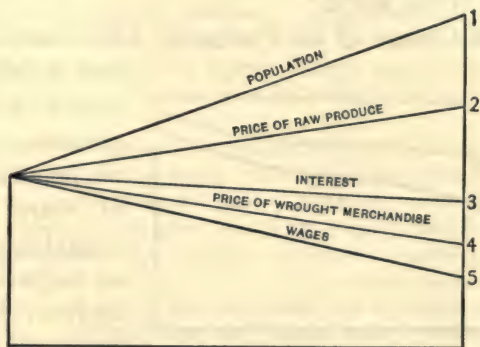 1
POPULATION
2
PRICE OF RAW PRODUCE
INTEREST
3
PRICE OF WROUGHT MERCHANDISE
WAGES
4
5